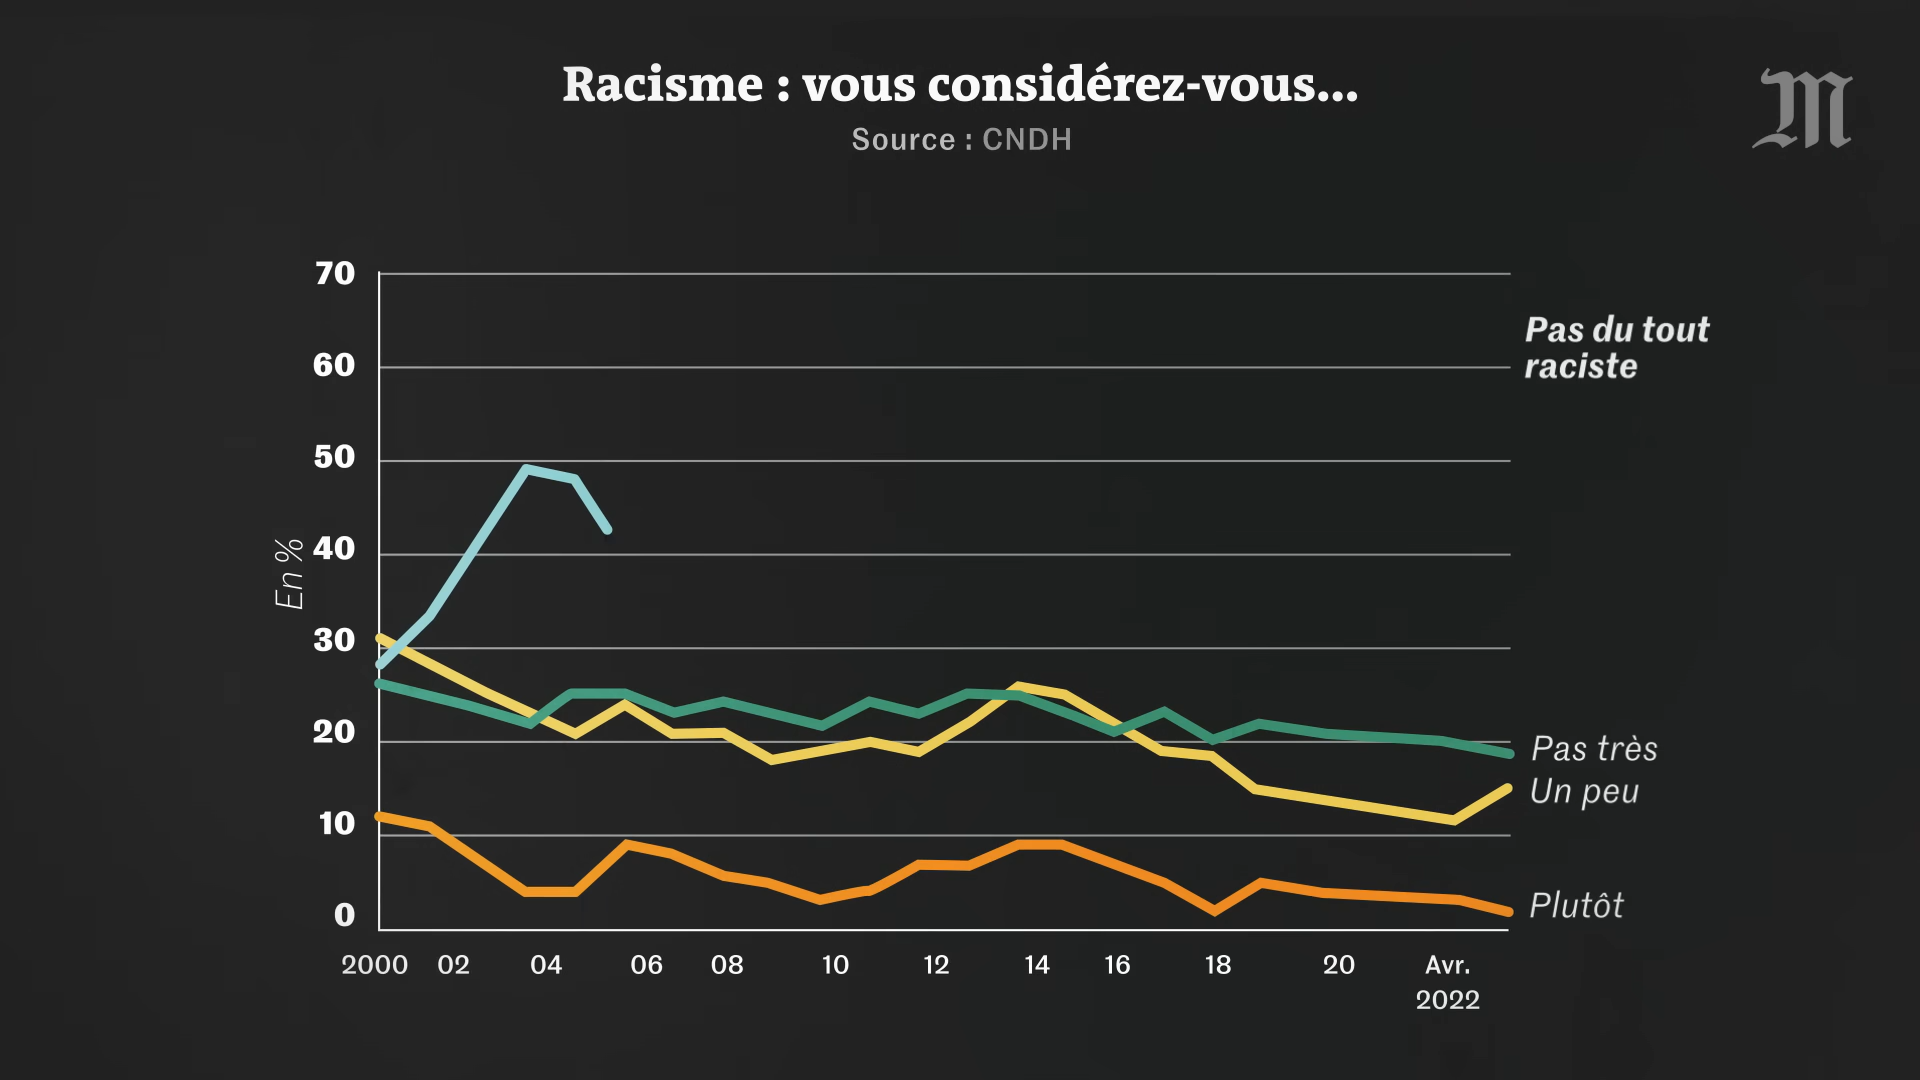 Racisme : vous considérez-vous...
Source : CNDH
M
70
60
50
40
30
20
10
0
En %
2000 02 04 06 08 10 12 14 16 18 20 Avr.
2022
Pas du tout
raciste
Pas très
Un peu
Plutôt